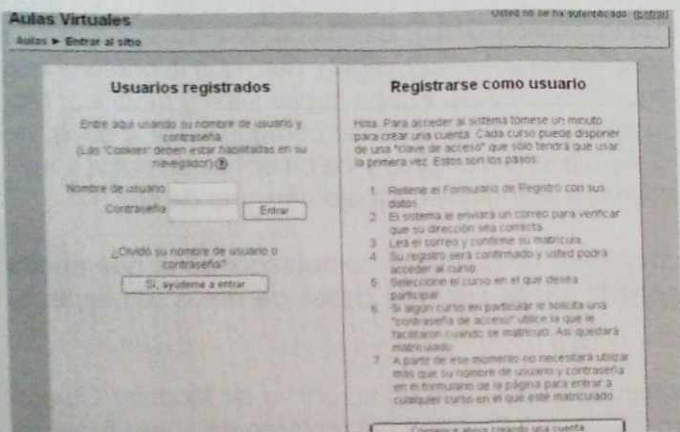 Aulas Virtuales
Usted no se ha autentificado. (Entrar)
Aulas ► Entrar al sitio
Usuarios registrados
Entre aquí usando su nombre de usuario y
contraseña.
(Las 'Cookies' deben estar habilitadas en su
navegador)
Nombre de usuario
Contraseña
Entrar
¿Olvidó su nombre de usuario o
contraseña?
Sí, ayúdeme a entrar
Registrarse como usuario
Hola. Para acceder al sistema tómese un minuto
para crear una cuenta. Cada curso puede disponer
de una "clave de acceso" que sólo tendrá que usar
la primera vez. Estos son los pasos:
1. Rellene el Formulario de Registro con sus
datos.
2. El sistema le enviará un correo para verificar
que su dirección sea correcta.
3. Lea el correo y confirme su matrícula.
4. Su registro será confirmado y usted podrá
acceder al curso.
5. Seleccione el curso en el que desea
participar.
6. Si algún curso en particular le solicita una
"contraseña de acceso" utilice la que le
facilitaron cuando se matriculó. Así quedará
matriculado.
7. A partir de ese momento no necesitará utilizar
más que su nombre de usuario y contraseña
en el formulario de la página para entrar a
cualquier curso en el que esté matriculado.
Comience ahora creando una cuenta